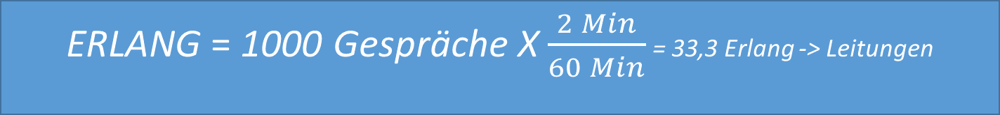 ERLANG = 1000 Gespräche X 2 Min / 60 Min = 33,3 Erlang -> Leitungen